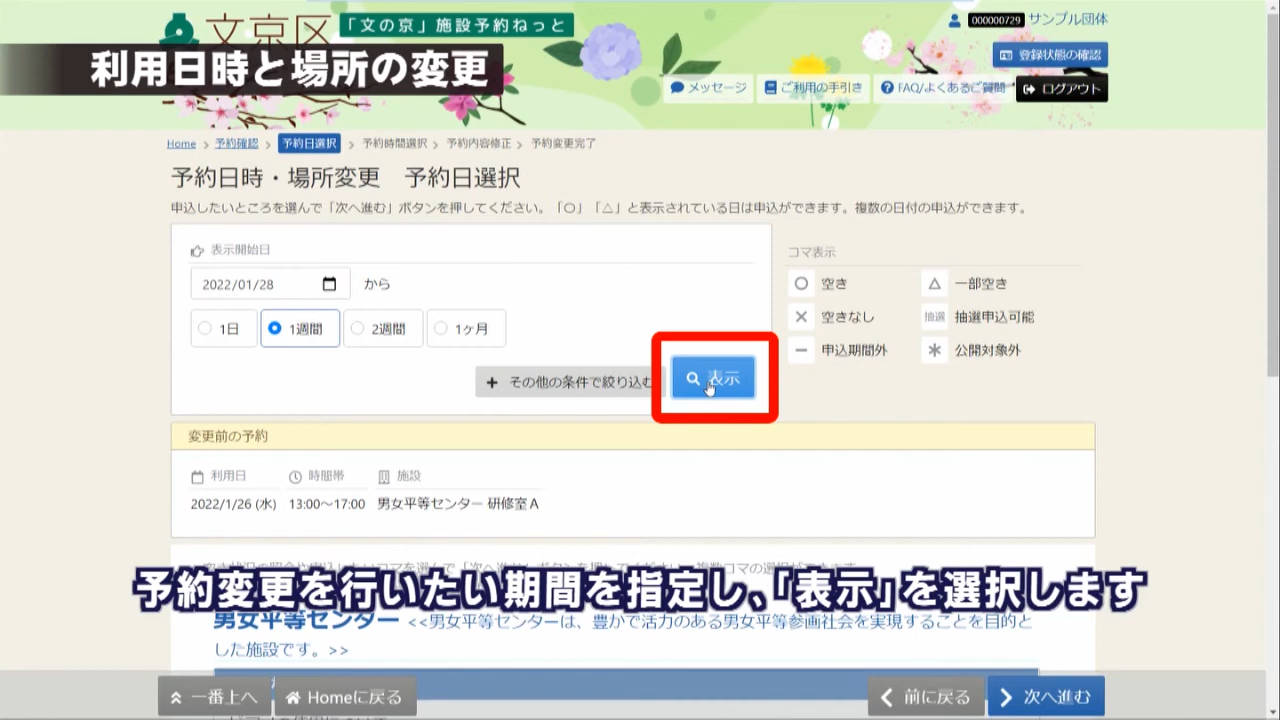 文京区 「文の京」施設予約ねっと
000000729 サンプル団体
登録状態の確認
利用日時と場所の変更
メッセージ ご利用の手引き FAQ/よくあるご質問 ログアウト
Home > 予約確認 > 予約日選択 > 予約時間選択 > 予約内容修正 > 予約変更完了
予約日時・場所変更　予約日選択
申込したいところを選んで「次へ進む」ボタンを押してください。「○」「△」と表示されている日は申込ができます。複数の日付の申込ができます。
表示開始日
2022/01/28 から
1日 1週間 2週間 1ヶ月
+ その他の条件で絞り込む 表示
コマ表示
○ 空き △ 一部空き
× 空きなし 抽選 抽選申込可能
− 申込期間外 ＊ 公開対象外
変更前の予約
利用日 時間帯 施設
2022/1/26 (水) 13:00～17:00 男女平等センター 研修室A
予約変更を行いたい期間を指定し、「表示」を選択します
男女平等センター <<男女平等センターは、豊かで活力のある男女平等参画社会を実現することを目的と
した施設です。>>
一番上へ Homeに戻る 前に戻る 次へ進む